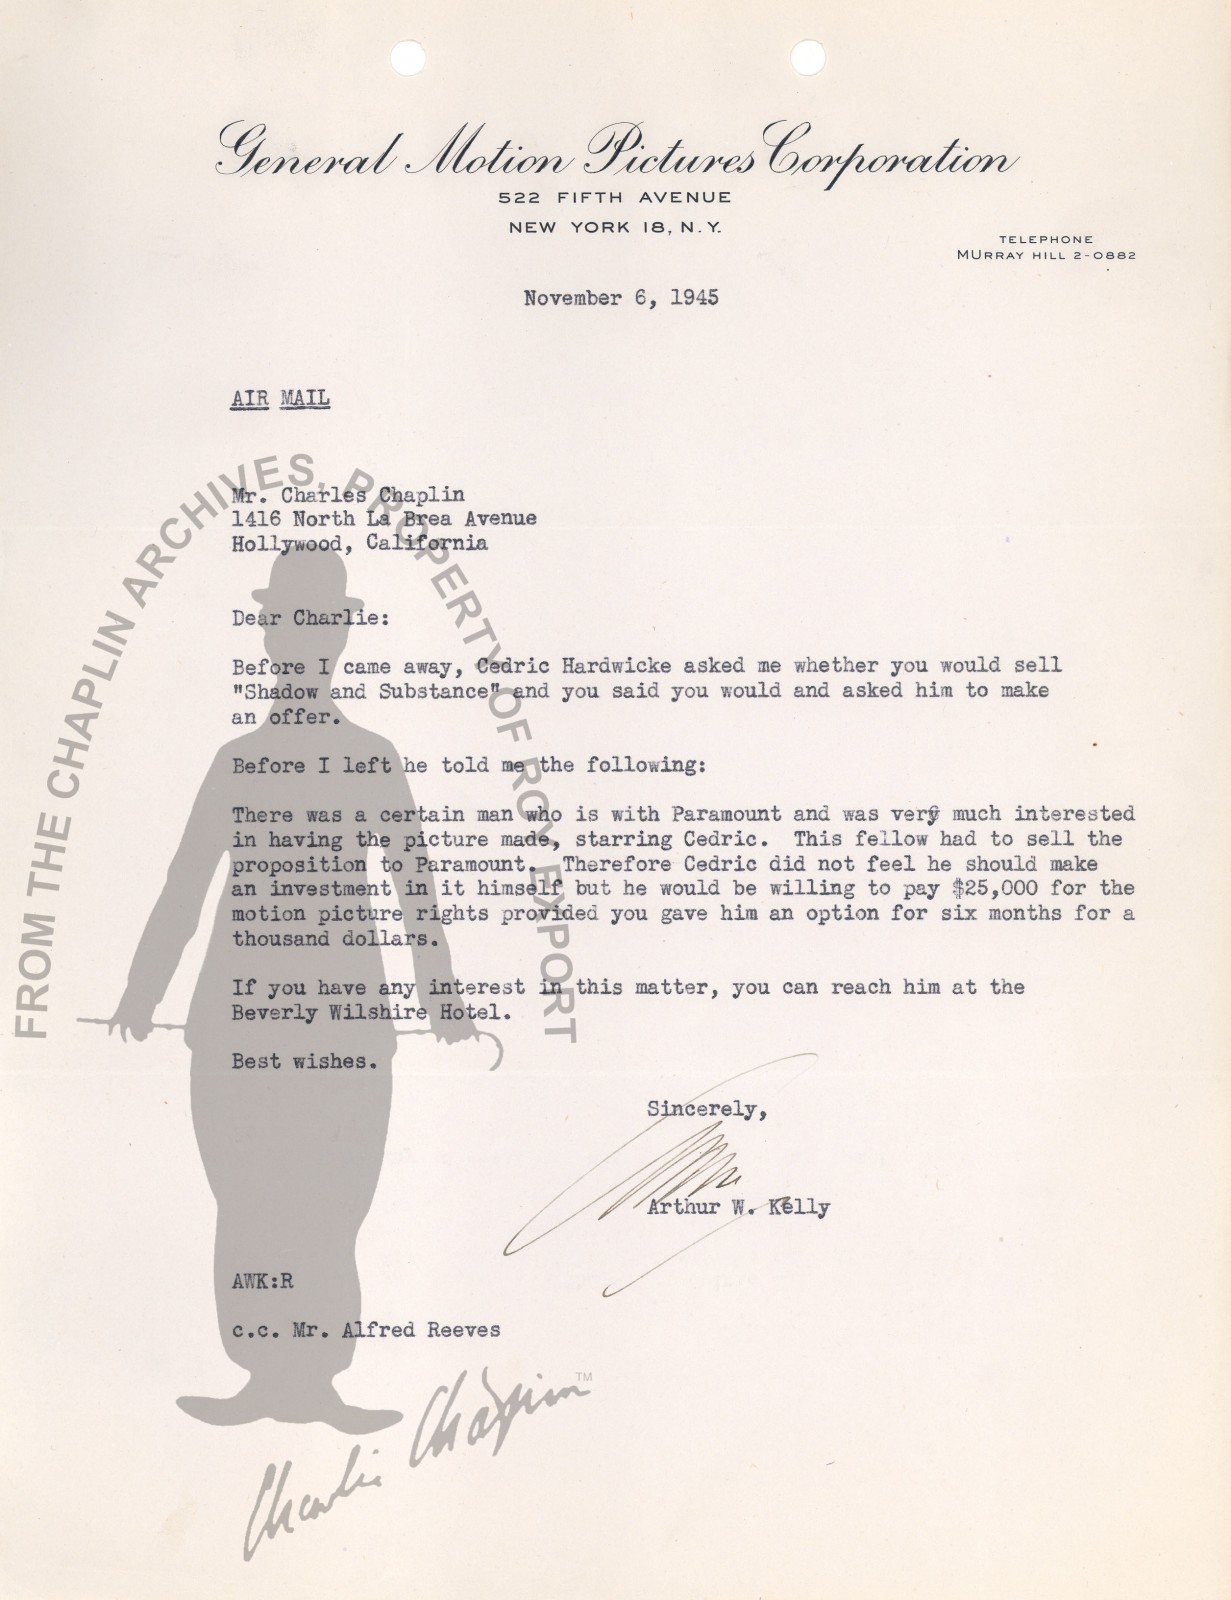 General Motion Pictures Corporation
522 FIFTH AVENUE
NEW YORK 18, N.Y.
TELEPHONE
MURRAY HILL 2-0882
November 6, 1945
AIR MAIL
Mr. Charles Chaplin
1416 North La Brea Avenue
Hollywood, California
Dear Charlie:
Before I came away, Cedric Hardwicke asked me whether you would sell
"Shadow and Substance" and you said you would and asked him to make
an offer.
Before I left he told me the following:
There was a certain man who is with Paramount and was very much interested
in having the picture made, starring Cedric. This fellow had to sell the
proposition to Paramount. Therefore Cedric did not feel he should make
an investment in it himself but he would be willing to pay $25,000 for the
motion picture rights provided you gave him an option for six months for a
thousand dollars.
If you have any interest in this matter, you can reach him at the
Beverly Wilshire Hotel.
Best wishes.
Sincerely,
Arthur W. Kelly
AWK:R
c.c. Mr. Alfred Reeves
FROM THE CHAPLIN ARCHIVES, PROPERTY OF ROY EXPORT
Charlie Chaplin™